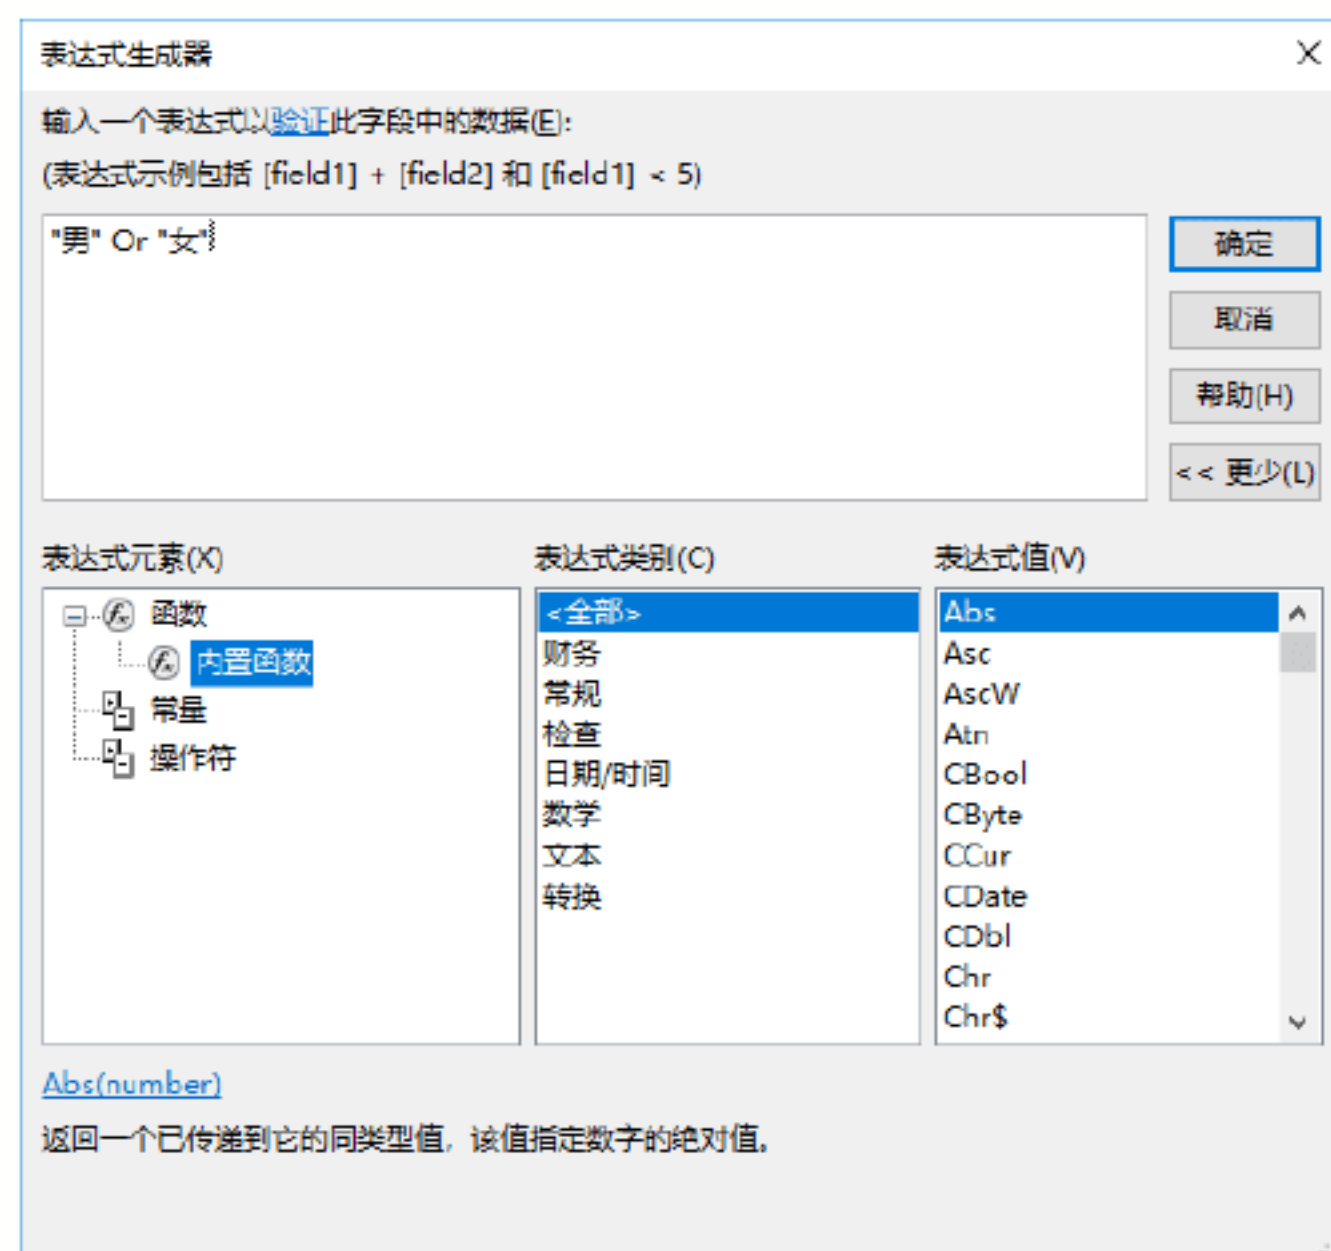 表达式生成器
输入一个表达式以验证此字段中的数据(E):
(表达式示例包括 [field1] + [field2] 和 [field1] < 5)
"男" Or "女"
确定
取消
帮助(H)
<< 更少(L)
表达式元素(X)
函数
内置函数
常量
操作符
表达式类别(C)
<全部>
财务
常规
检查
日期/时间
数学
文本
转换
表达式值(V)
Abs
Asc
AscW
Atn
CBool
CByte
CCur
CDate
CDbl
Chr
Chr$
Abs(number)
返回一个已传递到它的同类型值, 该值指定数字的绝对值。